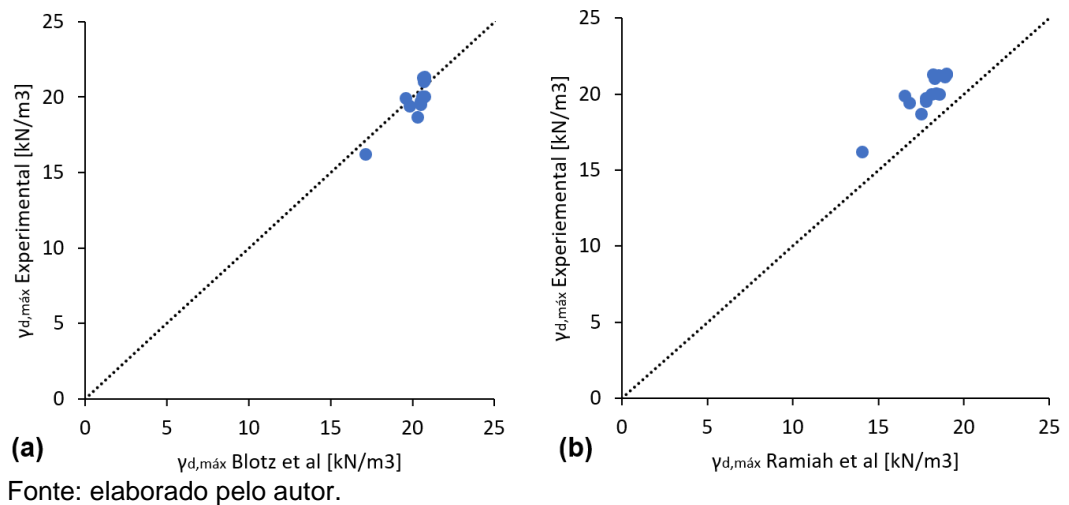 25
20
15
10
5
0
γd,máx Experimental [kN/m3]
0 5 10 15 20 25
(a)
γd,máx Blotz et al [kN/m3]
25
20
15
10
5
0
γd,máx Experiemental [kN/m3]
0 5 10 15 20 25
(b)
γd,máx Ramiah et al [kN/m3]
Fonte: elaborado pelo autor.